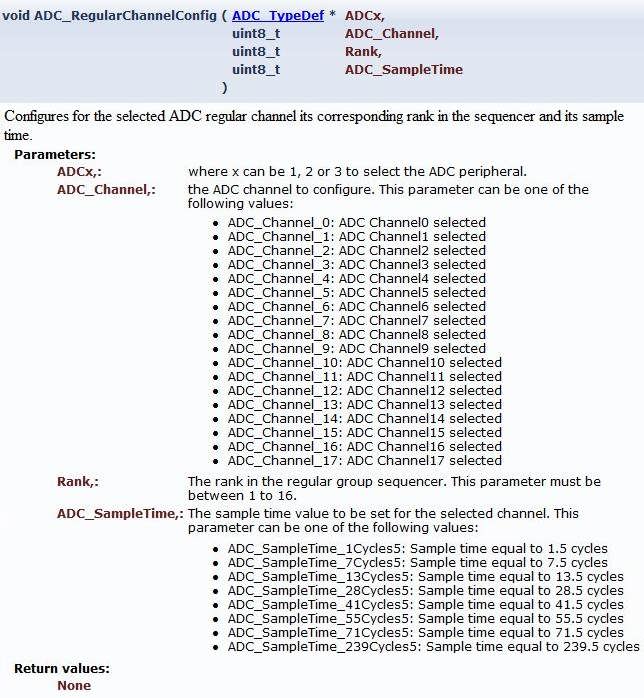 void ADC_RegularChannelConfig ( ADC_TypeDef * ADCx,
uint8_t ADC_Channel,
uint8_t Rank,
uint8_t ADC_SampleTime
)
Configures for the selected ADC regular channel its corresponding rank in the sequencer and its sample
time.
Parameters:
ADCx,: where x can be 1, 2 or 3 to select the ADC peripheral.
ADC_Channel,: the ADC channel to configure. This parameter can be one of the
following values:
• ADC_Channel_0: ADC Channel0 selected
• ADC_Channel_1: ADC Channel1 selected
• ADC_Channel_2: ADC Channel2 selected
• ADC_Channel_3: ADC Channel3 selected
• ADC_Channel_4: ADC Channel4 selected
• ADC_Channel_5: ADC Channel5 selected
• ADC_Channel_6: ADC Channel6 selected
• ADC_Channel_7: ADC Channel7 selected
• ADC_Channel_8: ADC Channel8 selected
• ADC_Channel_9: ADC Channel9 selected
• ADC_Channel_10: ADC Channel10 selected
• ADC_Channel_11: ADC Channel11 selected
• ADC_Channel_12: ADC Channel12 selected
• ADC_Channel_13: ADC Channel13 selected
• ADC_Channel_14: ADC Channel14 selected
• ADC_Channel_15: ADC Channel15 selected
• ADC_Channel_16: ADC Channel16 selected
• ADC_Channel_17: ADC Channel17 selected
Rank,: The rank in the regular group sequencer. This parameter must be
between 1 to 16.
ADC_SampleTime,: The sample time value to be set for the selected channel. This
parameter can be one of the following values:
• ADC_SampleTime_1Cycles5: Sample time equal to 1.5 cycles
• ADC_SampleTime_7Cycles5: Sample time equal to 7.5 cycles
• ADC_SampleTime_13Cycles5: Sample time equal to 13.5 cycles
• ADC_SampleTime_28Cycles5: Sample time equal to 28.5 cycles
• ADC_SampleTime_41Cycles5: Sample time equal to 41.5 cycles
• ADC_SampleTime_55Cycles5: Sample time equal to 55.5 cycles
• ADC_SampleTime_71Cycles5: Sample time equal to 71.5 cycles
• ADC_SampleTime_239Cycles5: Sample time equal to 239.5 cycles
Return values:
None